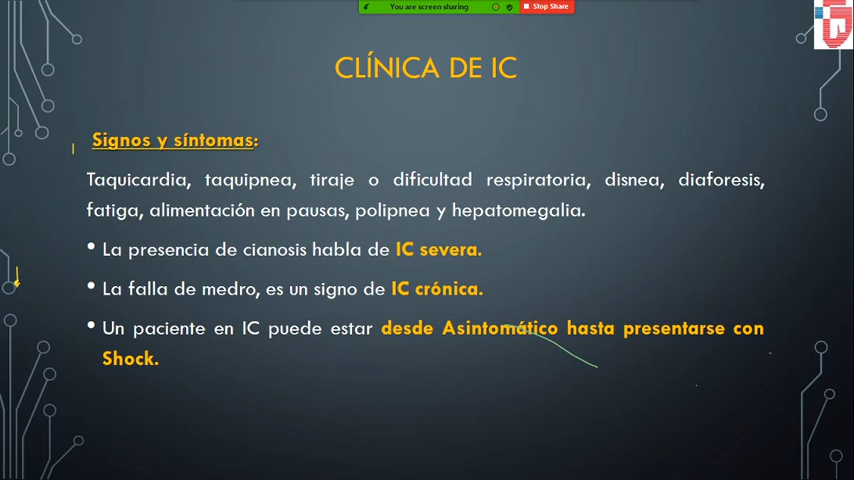 You are screen sharing
Stop Share
CLÍNICA DE IC
Signos y síntomas:
Taquicardia, taquipnea, tiraje o dificultad respiratoria, disnea, diaforesis,
fatiga, alimentación en pausas, polipnea y hepatomegalia.
• La presencia de cianosis habla de IC severa.
• La falla de medro, es un signo de IC crónica.
• Un paciente en IC puede estar desde Asintomático hasta presentarse con
Shock.